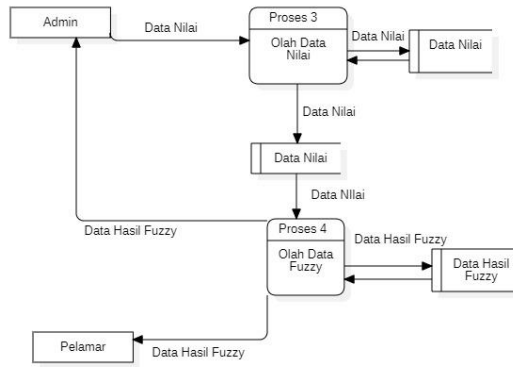 Admin
Data Nilai
Proses 3
Olah Data
Nilai
Data Nilai
Data Nilai
Data Nilai
Data Nilai
Data NIlai
Proses 4
Olah Data
Fuzzy
Data Hasil Fuzzy
Data Hasil Fuzzy
Data Hasil
Fuzzy
Pelamar
Data Hasil Fuzzy